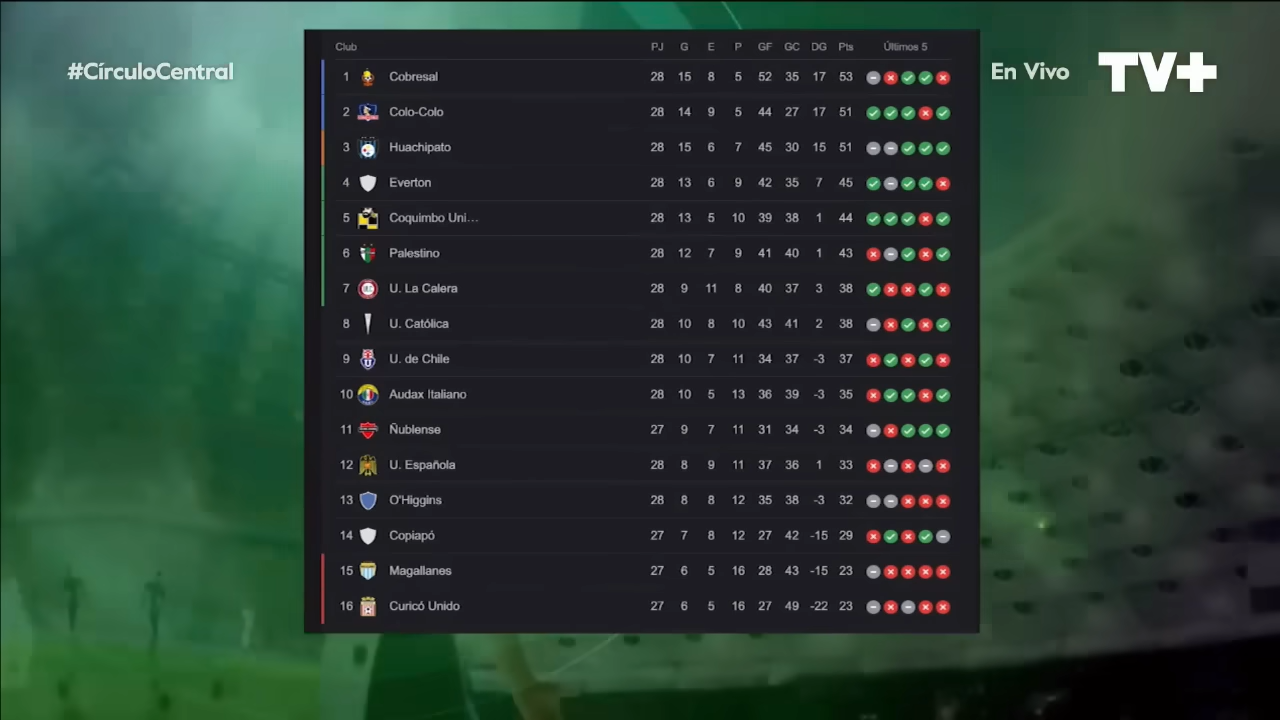 #CírculoCentral
En Vivo TV+
Club PJ G E P GF GC DG Pts Últimos 5
1 Cobresal 28 15 8 5 52 35 17 53
2 Colo-Colo 28 14 9 5 44 27 17 51
3 Huachipato 28 15 6 7 45 30 15 51
4 Everton 28 13 6 9 42 35 7 45
5 Coquimbo Uni... 28 13 5 10 39 38 1 44
6 Palestino 28 12 7 9 41 40 1 43
7 U. La Calera 28 9 11 8 40 37 3 38
8 U. Católica 28 10 8 10 43 41 2 38
9 U. de Chile 28 10 7 11 34 37 -3 37
10 Audax Italiano 28 10 5 13 36 39 -3 35
11 Ñublense 27 9 7 11 31 34 -3 34
12 U. Española 28 8 9 11 37 36 1 33
13 O'Higgins 28 8 8 12 35 38 -3 32
14 Copiapó 27 7 8 12 27 42 -15 29
15 Magallanes 27 6 5 16 28 43 -15 23
16 Curicó Unido 27 6 5 16 27 49 -22 23